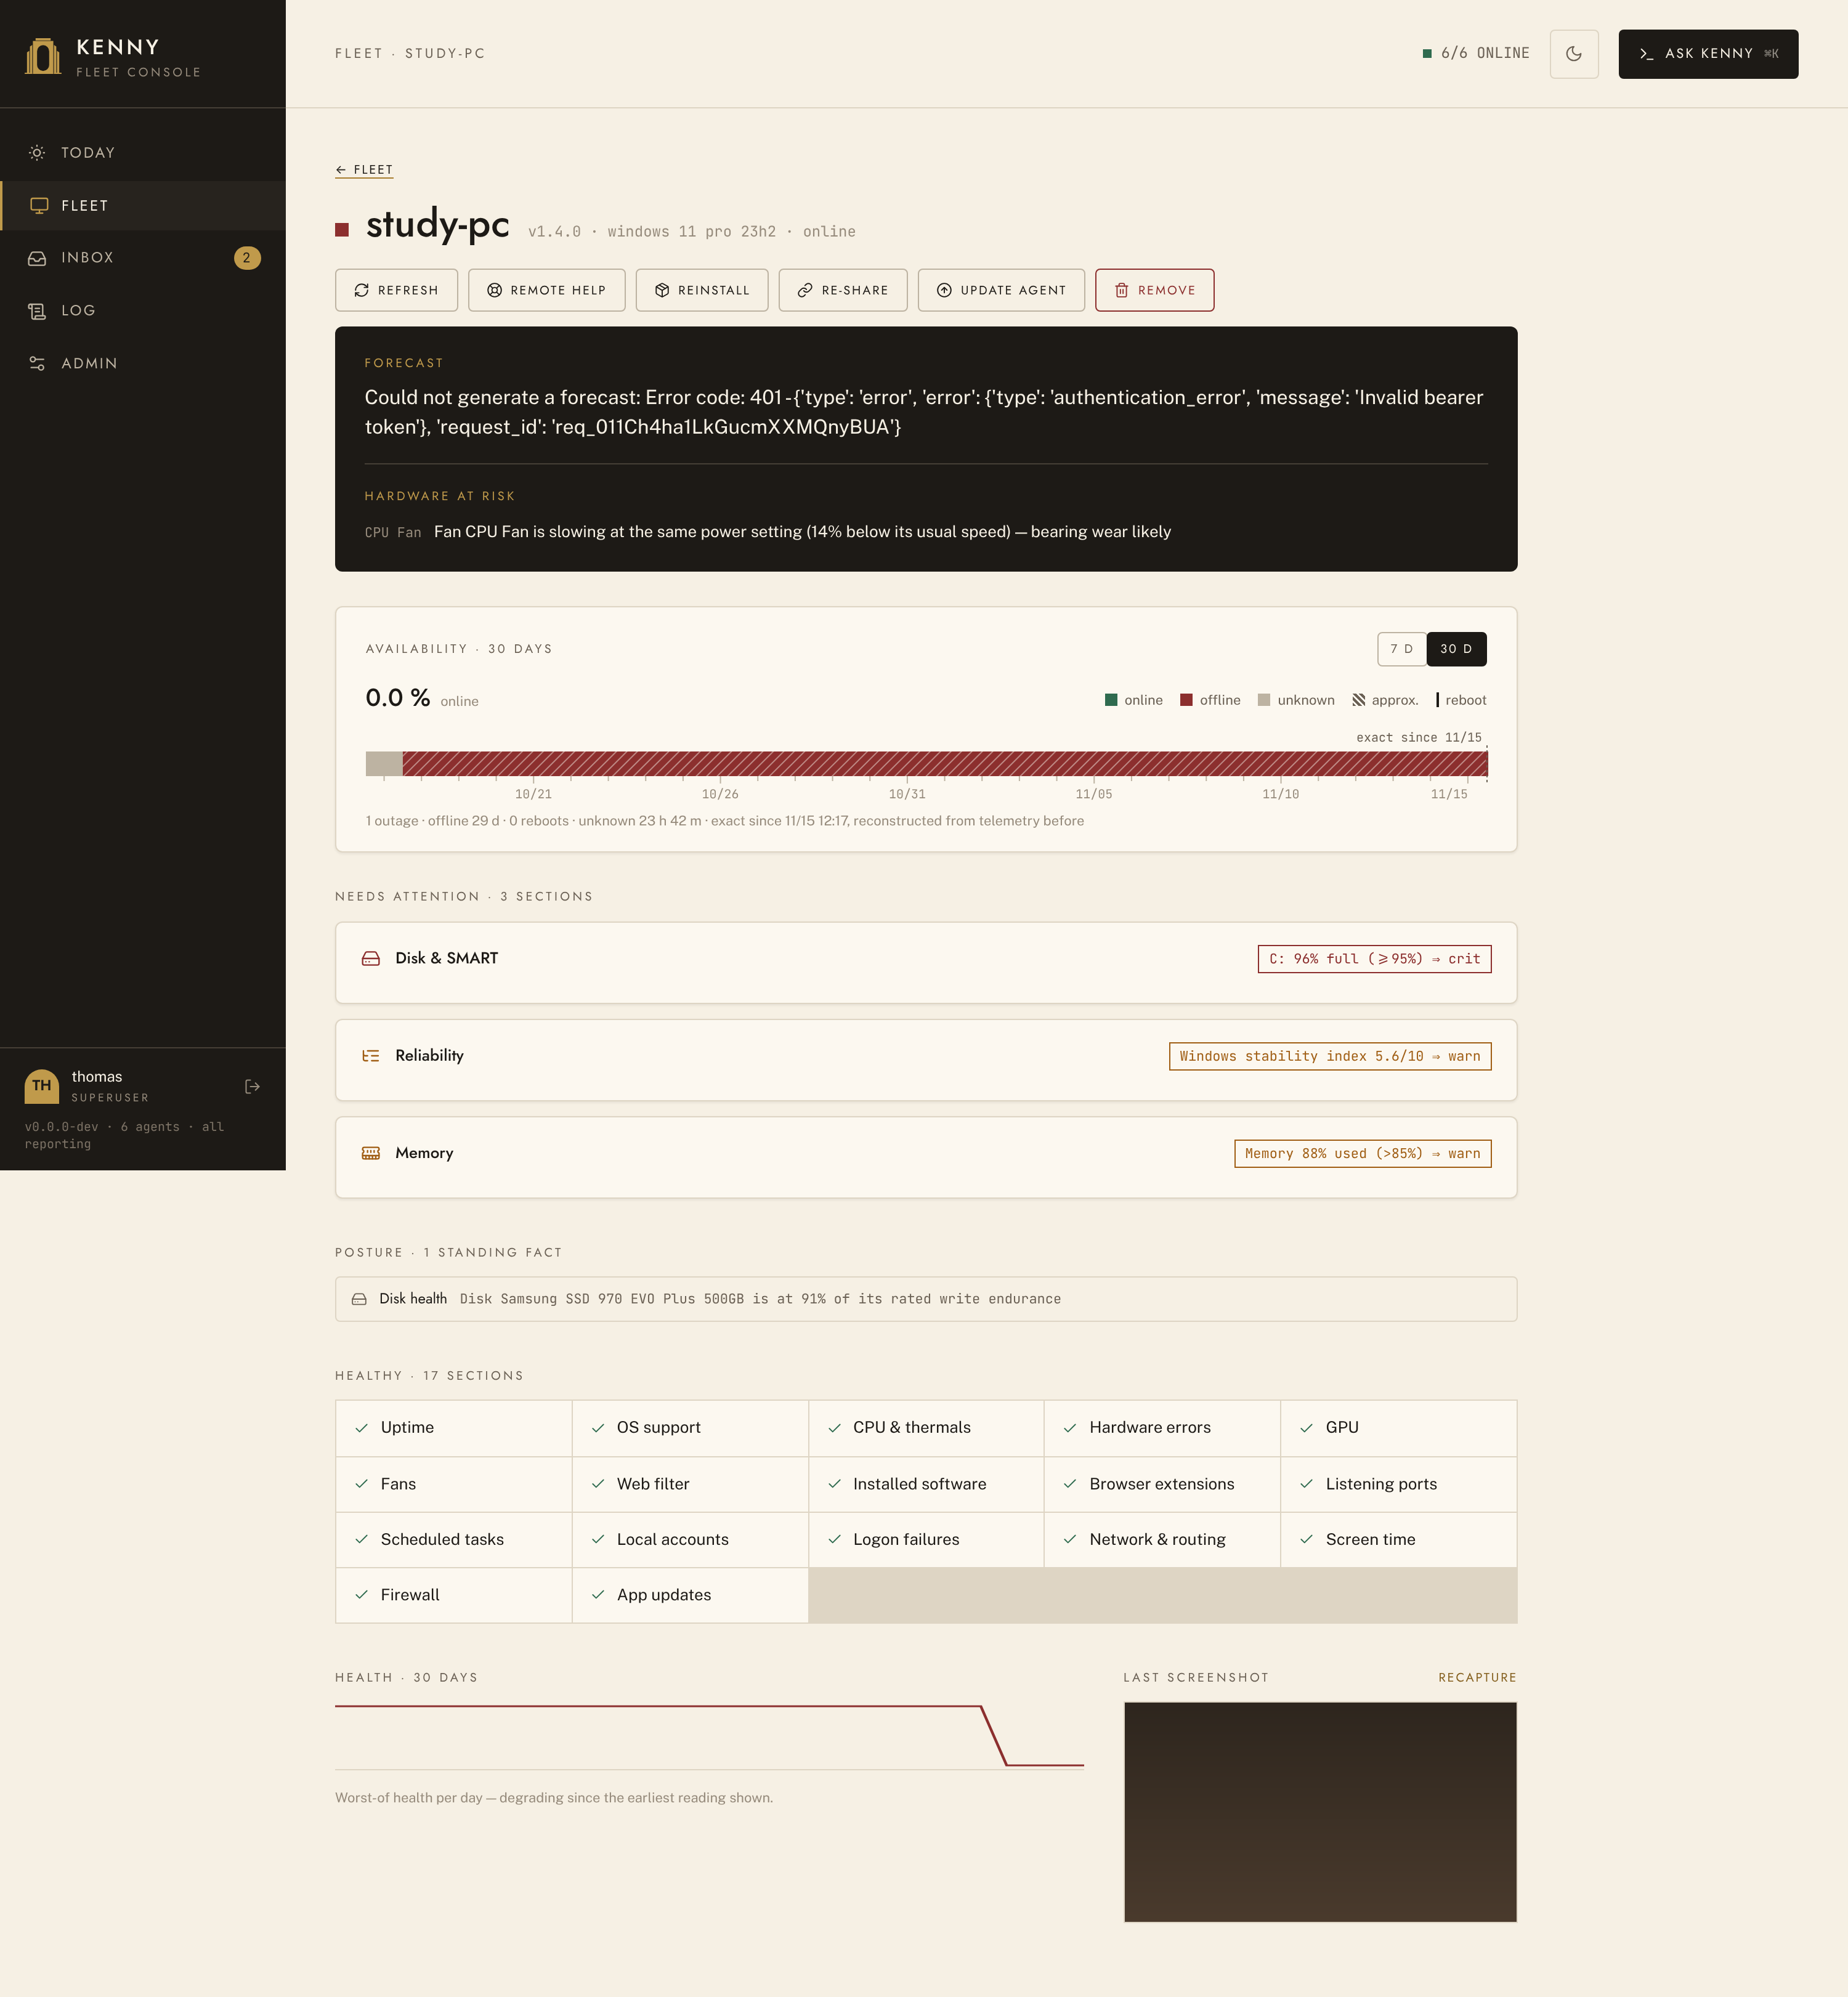 KENNY
FLEET CONSOLE
FLEET · STUDY-PC
6/6 ONLINE
ASK KENNY ⌘K
TODAY
FLEET
INBOX 2
LOG
ADMIN
thomas
TH
SUPERUSER
v0.0.0-dev · 6 agents · all
reporting
← FLEET
study-pc v1.4.0 · windows 11 pro 23h2 · online
REFRESH REMOTE HELP REINSTALL RE-SHARE UPDATE AGENT REMOVE
FORECAST
Could not generate a forecast: Error code: 401 - {'type': 'error', 'error': {'type': 'authentication_error', 'message': 'Invalid bearer
token'}, 'request_id': 'req_011Ch4ha1LkGucmXXMQnyBUA'}
HARDWARE AT RISK
CPU Fan Fan CPU Fan is slowing at the same power setting (14% below its usual speed) — bearing wear likely
AVAILABILITY · 30 DAYS
7 D 30 D
0.0 % online
online offline unknown approx. reboot
exact since 11/15
10/21 10/26 10/31 11/05 11/10 11/15
1 outage · offline 29 d · 0 reboots · unknown 23 h 42 m · exact since 11/15 12:17, reconstructed from telemetry before
NEEDS ATTENTION · 3 SECTIONS
Disk & SMART C: 96% full (≥95%) ⇒ crit
Reliability Windows stability index 5.6/10 ⇒ warn
Memory Memory 88% used (>85%) ⇒ warn
POSTURE · 1 STANDING FACT
Disk health Disk Samsung SSD 970 EVO Plus 500GB is at 91% of its rated write endurance
HEALTHY · 17 SECTIONS
Uptime OS support CPU & thermals Hardware errors GPU
Fans Web filter Installed software Browser extensions Listening ports
Scheduled tasks Local accounts Logon failures Network & routing Screen time
Firewall App updates
HEALTH · 30 DAYS
Worst-of health per day — degrading since the earliest reading shown.
LAST SCREENSHOT RECAPTURE